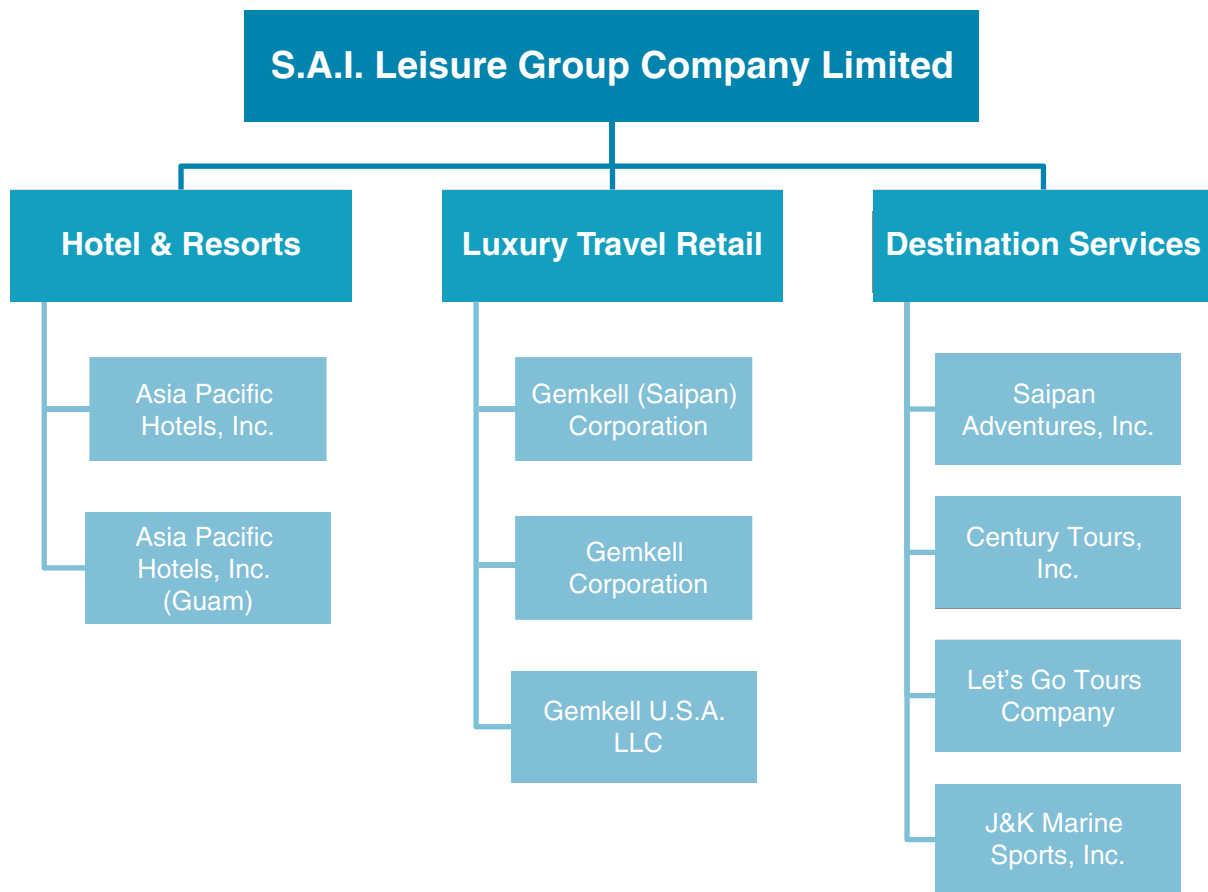 S.A.I. Leisure Group Company Limited
Hotel & Resorts
Asia Pacific
Hotels, Inc.
Asia Pacific
Hotels, Inc.
(Guam)
Luxury Travel Retail
Gemkell (Saipan)
Corporation
Gemkell
Corporation
Gemkell U.S.A.
LLC
Destination Services
Saipan
Adventures, Inc.
Century Tours,
Inc.
Let's Go Tours
Company
J&K Marine
Sports, Inc.